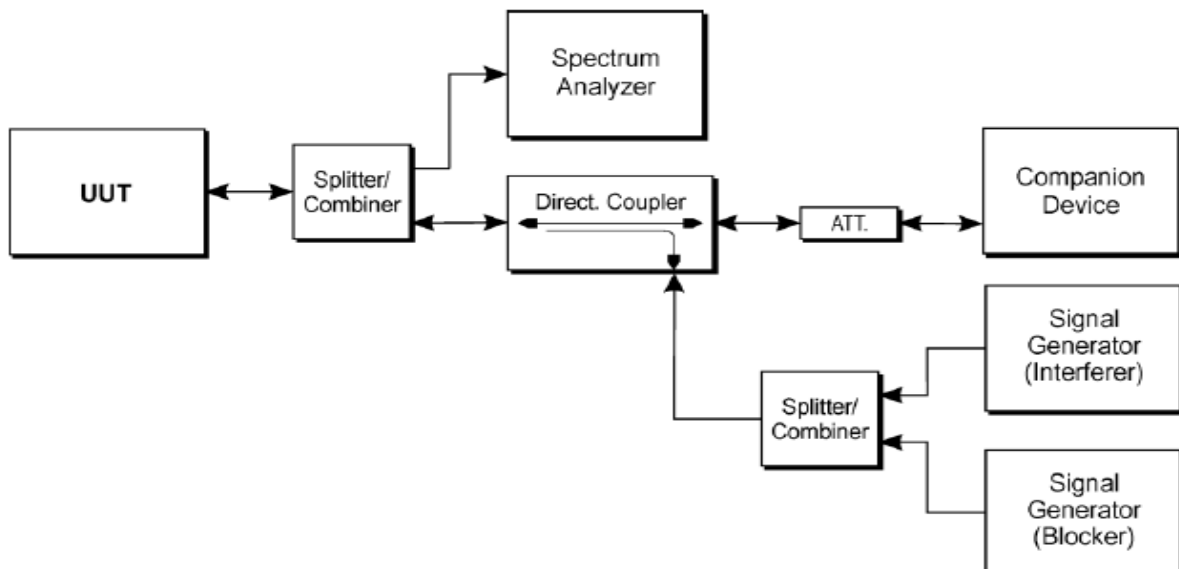 Spectrum
Analyzer
UUT
Splitter/
Combiner
Direct. Coupler
ATT.
Companion
Device
Signal
Generator
(Interferer)
Splitter/
Combiner
Signal
Generator
(Blocker)